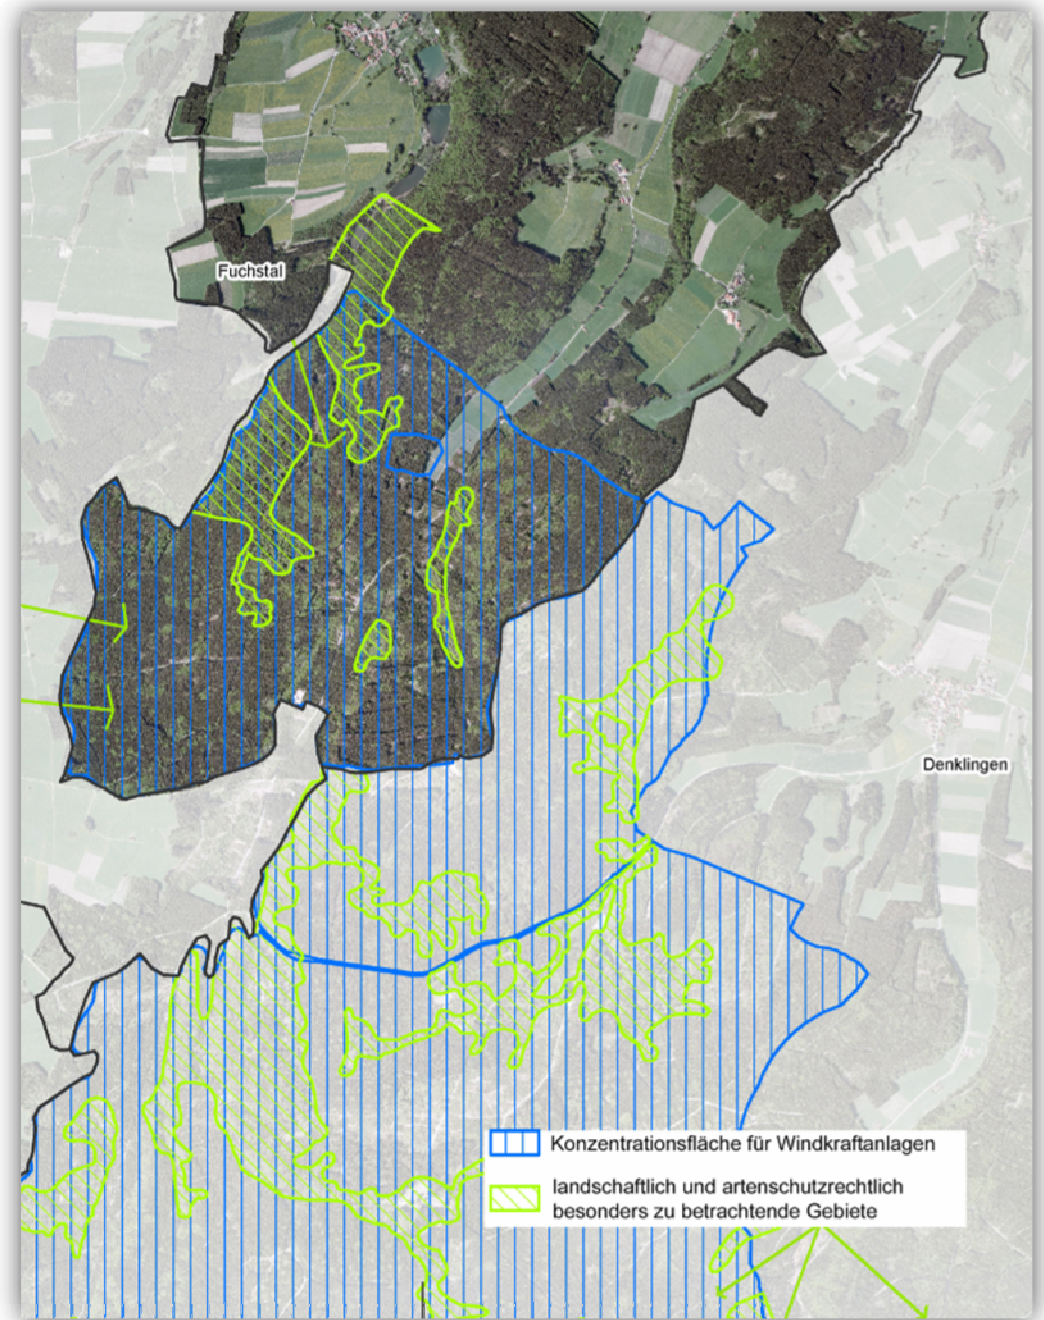 Fuchstal
Denklingen
Konzentrationsfläche für Windkraftanlagen
landschaftlich und artenschutzrechtlich
besonders zu betrachtende Gebiete